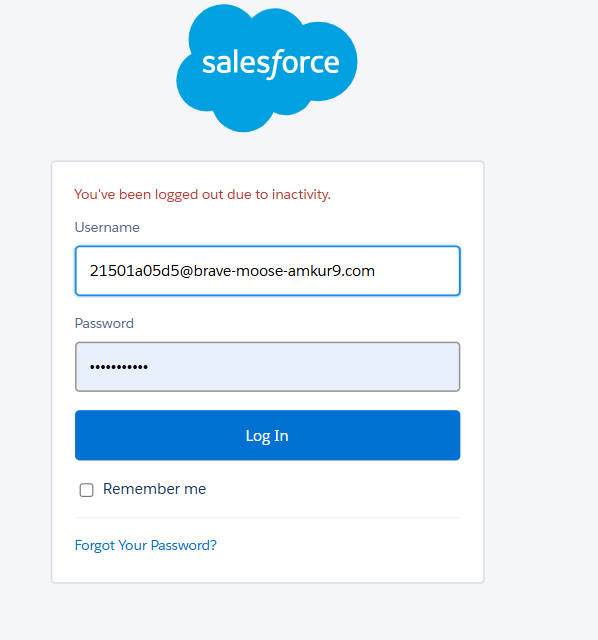 salesforce
You've been logged out due to inactivity.
Username
21501a05d5@brave-moose-amkur9.com
Password
•••••••••••
Log In
Remember me
Forgot Your Password?